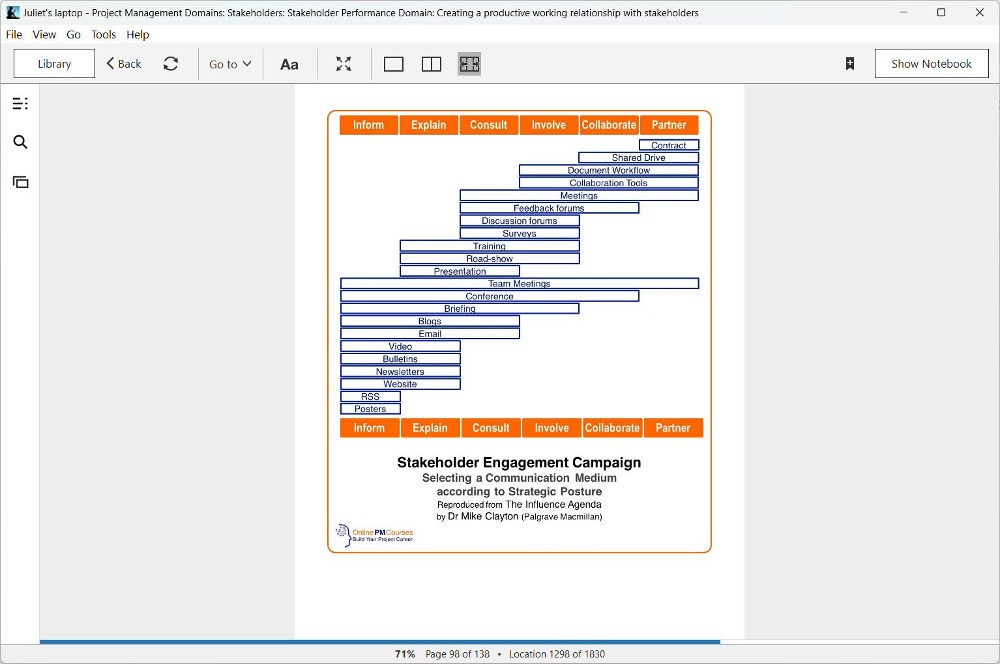 Juliet's laptop - Project Management Domains: Stakeholders: Stakeholder Performance Domain: Creating a productive working relationship with stakeholders
File View Go Tools Help
Library Back Go to Aa Show Notebook
Inform Explain Consult Involve Collaborate Partner
Contract
Shared Drive
Document Workflow
Collaboration Tools
Meetings
Feedback forums
Discussion forums
Surveys
Training
Road-show
Presentation
Team Meetings
Conference
Briefing
Blogs
Email
Video
Bulletins
Newsletters
Website
RSS
Posters
Inform Explain Consult Involve Collaborate Partner
Stakeholder Engagement Campaign
Selecting a Communication Medium
according to Strategic Posture
Reproduced from The Influence Agenda
by Dr Mike Clayton (Palgrave Macmillan)
Online PM Courses
Build Your Project Career
71% Page 98 of 138 • Location 1298 of 1830